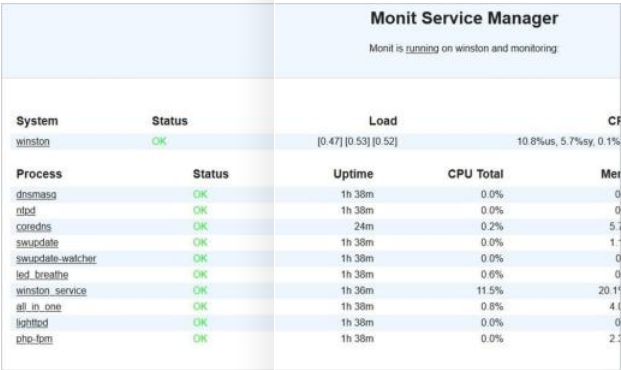 Monit Service Manager
Monit is running on winston and monitoring:
System Status Load
winston OK [0.47] [0.53] [0.52] 10.8%us, 5.7%sy, 0.1%
Process Status Uptime CPU Total
dnsmasq OK 1h 38m 0.0%
ntpd OK 1h 38m 0.0%
coredns OK 24m 0.2%
swupdate OK 1h 38m 0.0%
swupdate-watcher OK 1h 38m 0.0%
led_breathe OK 1h 38m 0.6%
winston_service OK 1h 36m 11.5% 20.1
all_in_one OK 1h 38m 0.8%
lighttpd OK 1h 38m 0.0%
php-fpm OK 1h 38m 0.0%